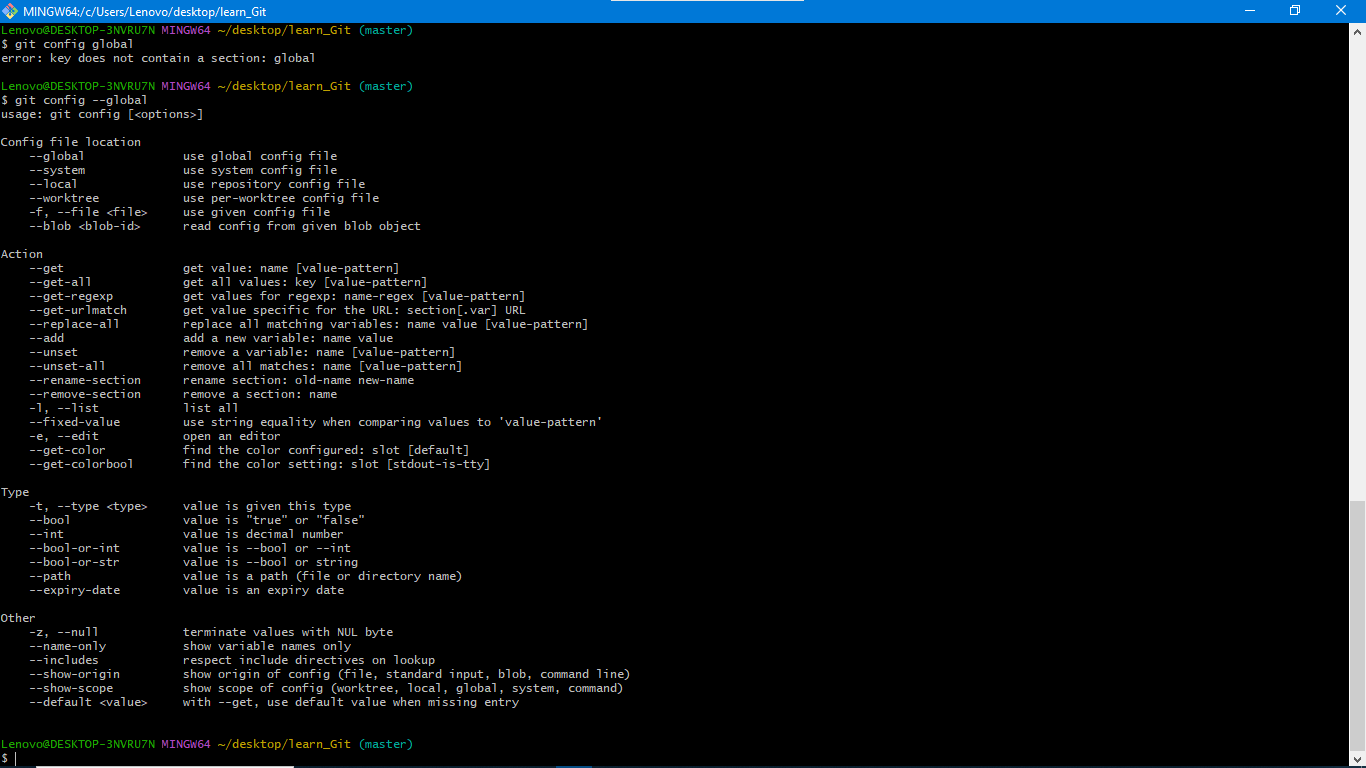 MINGW64:/c/Users/Lenovo/desktop/learn_Git
Lenovo@DESKTOP-3NVRU7N MINGW64 ~/desktop/learn_Git (master)
$ git config global
error: key does not contain a section: global

Lenovo@DESKTOP-3NVRU7N MINGW64 ~/desktop/learn_Git (master)
$ git config --global
usage: git config [<options>]

Config file location
    --global              use global config file
    --system              use system config file
    --local               use repository config file
    --worktree            use per-worktree config file
    -f, --file <file>     use given config file
    --blob <blob-id>      read config from given blob object

Action
    --get                 get value: name [value-pattern]
    --get-all             get all values: key [value-pattern]
    --get-regexp          get values for regexp: name-regex [value-pattern]
    --get-urlmatch        get value specific for the URL: section[.var] URL
    --replace-all         replace all matching variables: name value [value-pattern]
    --add                 add a new variable: name value
    --unset               remove a variable: name [value-pattern]
    --unset-all           remove all matches: name [value-pattern]
    --rename-section      rename section: old-name new-name
    --remove-section      remove a section: name
    -l, --list            list all
    --fixed-value         use string equality when comparing values to 'value-pattern'
    -e, --edit            open an editor
    --get-color           find the color configured: slot [default]
    --get-colorbool       find the color setting: slot [stdout-is-tty]

Type
    -t, --type <type>     value is given this type
    --bool                value is "true" or "false"
    --int                 value is decimal number
    --bool-or-int         value is --bool or --int
    --bool-or-str         value is --bool or string
    --path                value is a path (file or directory name)
    --expiry-date         value is an expiry date

Other
    -z, --null            terminate values with NUL byte
    --name-only           show variable names only
    --includes            respect include directives on lookup
    --show-origin         show origin of config (file, standard input, blob, command line)
    --show-scope          show scope of config (worktree, local, global, system, command)
    --default <value>     with --get, use default value when missing entry

Lenovo@DESKTOP-3NVRU7N MINGW64 ~/desktop/learn_Git (master)
$